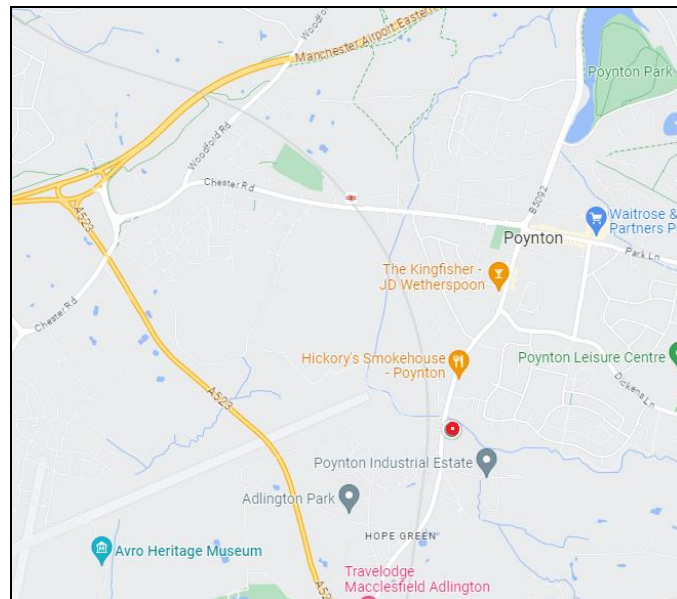 Woodford
Manchester Airport Eastern
Poynton Park
Woodford Rd
Chester Rd
B5092
A523
Waitrose &
Partners P
Poynton
Park Ln
The Kingfisher -
JD Wetherspoon
Chester Rd
Hickory's Smokehouse
- Poynton
Poynton Leisure Centre
A523
Dickens Ln
Poynton Industrial Estate
Adlington Park
HOPE GREEN
Avro Heritage Museum
Travelodge
Macclesfield Adlington
A52